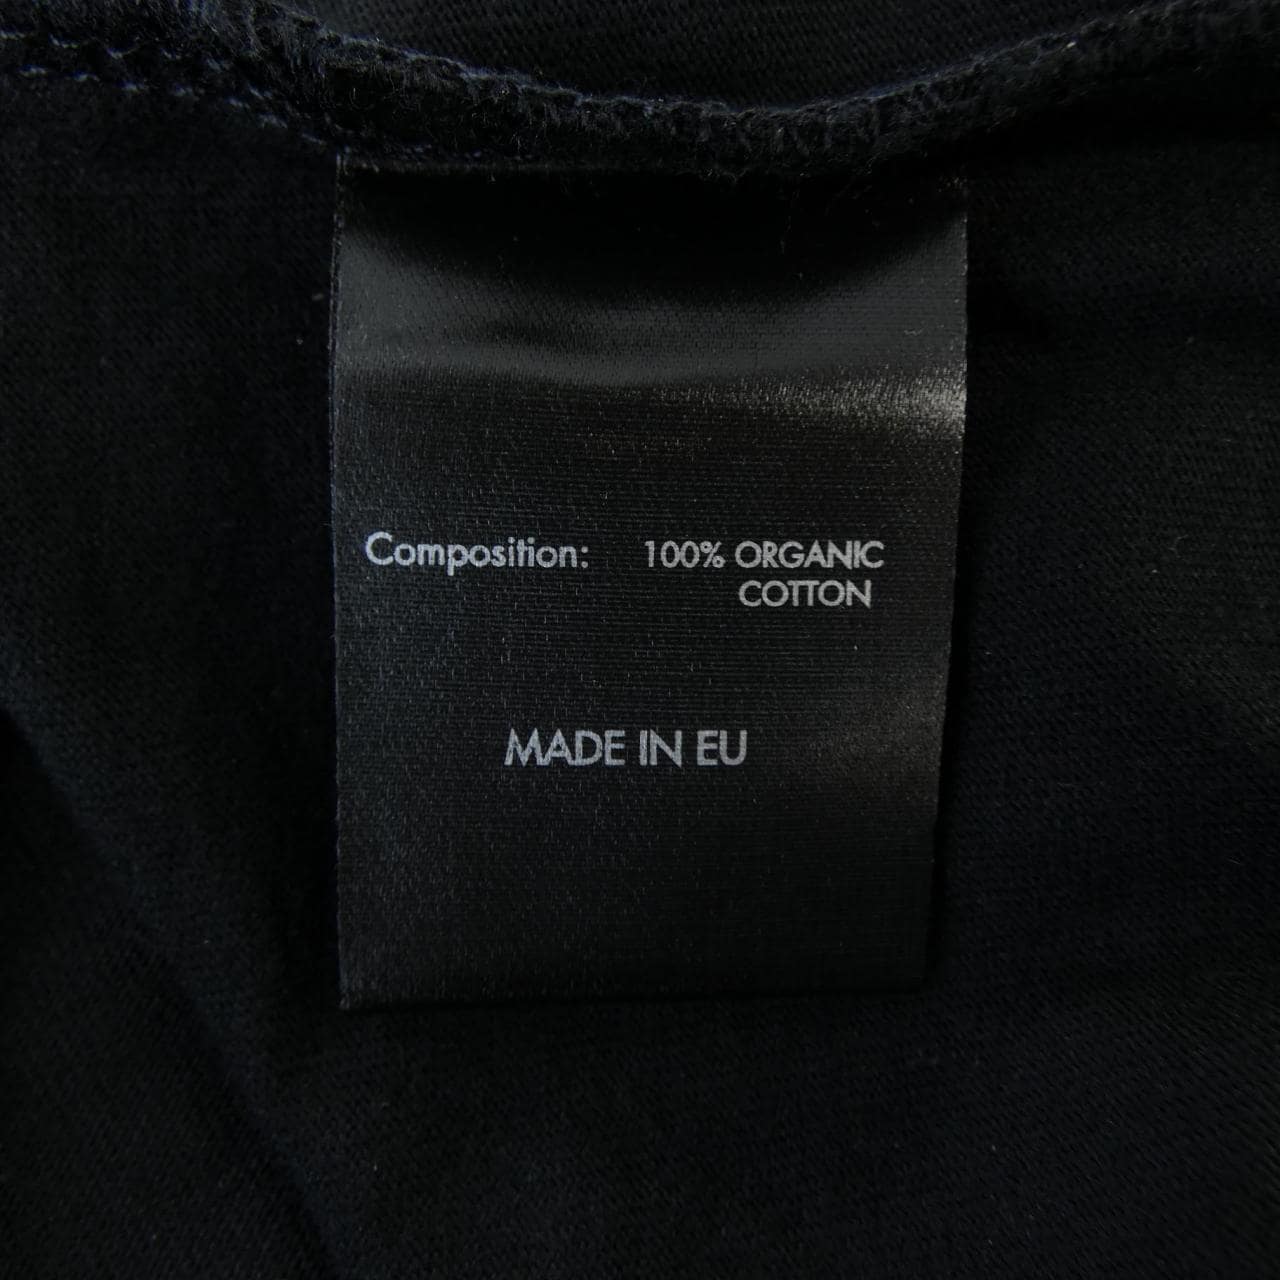 Composition: 100% ORGANIC
COTTON
MADE IN EU